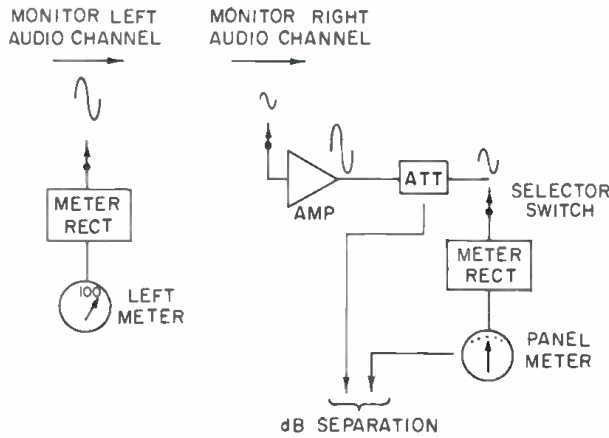 MONITOR LEFT
AUDIO CHANNEL
MONITOR RIGHT
AUDIO CHANNEL
AMP
ATT
SELECTOR
SWITCH
METER
RECT
METER
RECT
100
LEFT
METER
PANEL
METER
dB SEPARATION